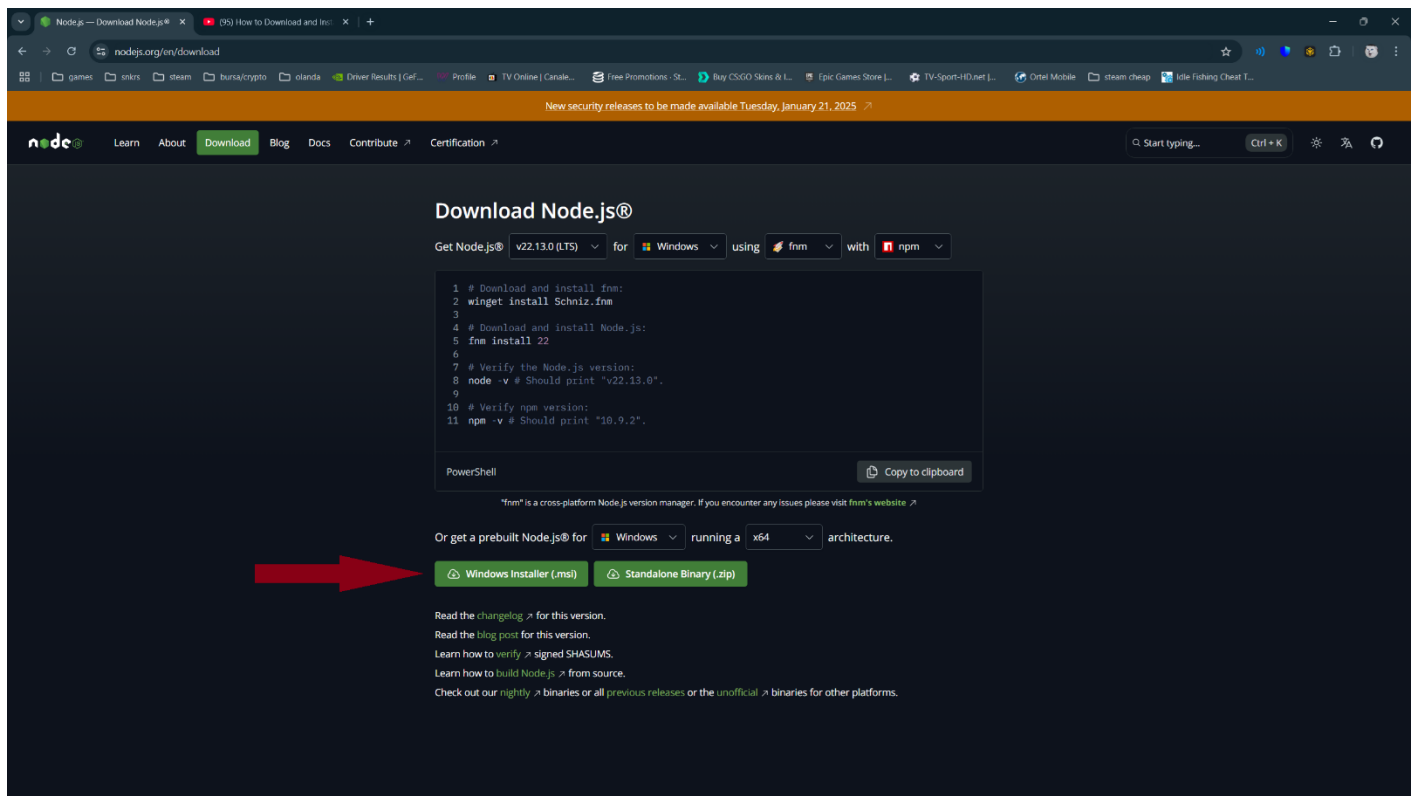 Node.js — Download Node.js®
(95) How to Download and Inst
nodejs.org/en/download
games snkrs steam bursa/crypto olanda Driver Results | GeF... Profile TV Online | Canale... Free Promotions · St... Buy CS:GO Skins & I... Epic Games Store |... TV-Sport-HD.net |... Ortel Mobile steam cheap Idle Fishing Cheat T...
New security releases to be made available Tuesday, January 21, 2025 ↗
node Learn About Download Blog Docs Contribute ↗ Certification ↗ Start typing... Ctrl + K
Download Node.js®
Get Node.js® v22.13.0 (LTS) for Windows using fnm with npm
1 # Download and install fnm:
2 winget install Schniz.fnm
3
4 # Download and install Node.js:
5 fnm install 22
6
7 # Verify the Node.js version:
8 node -v # Should print "v22.13.0".
9
10 # Verify npm version:
11 npm -v # Should print "10.9.2".
PowerShell Copy to clipboard
"fnm" is a cross-platform Node.js version manager. If you encounter any issues please visit fnm's website ↗
Or get a prebuilt Node.js® for Windows running a x64 architecture.
Windows Installer (.msi) Standalone Binary (.zip)
Read the changelog ↗ for this version.
Read the blog post for this version.
Learn how to verify ↗ signed SHASUMS.
Learn how to build Node.js ↗ from source.
Check out our nightly ↗ binaries or all previous releases or the unofficial ↗ binaries for other platforms.